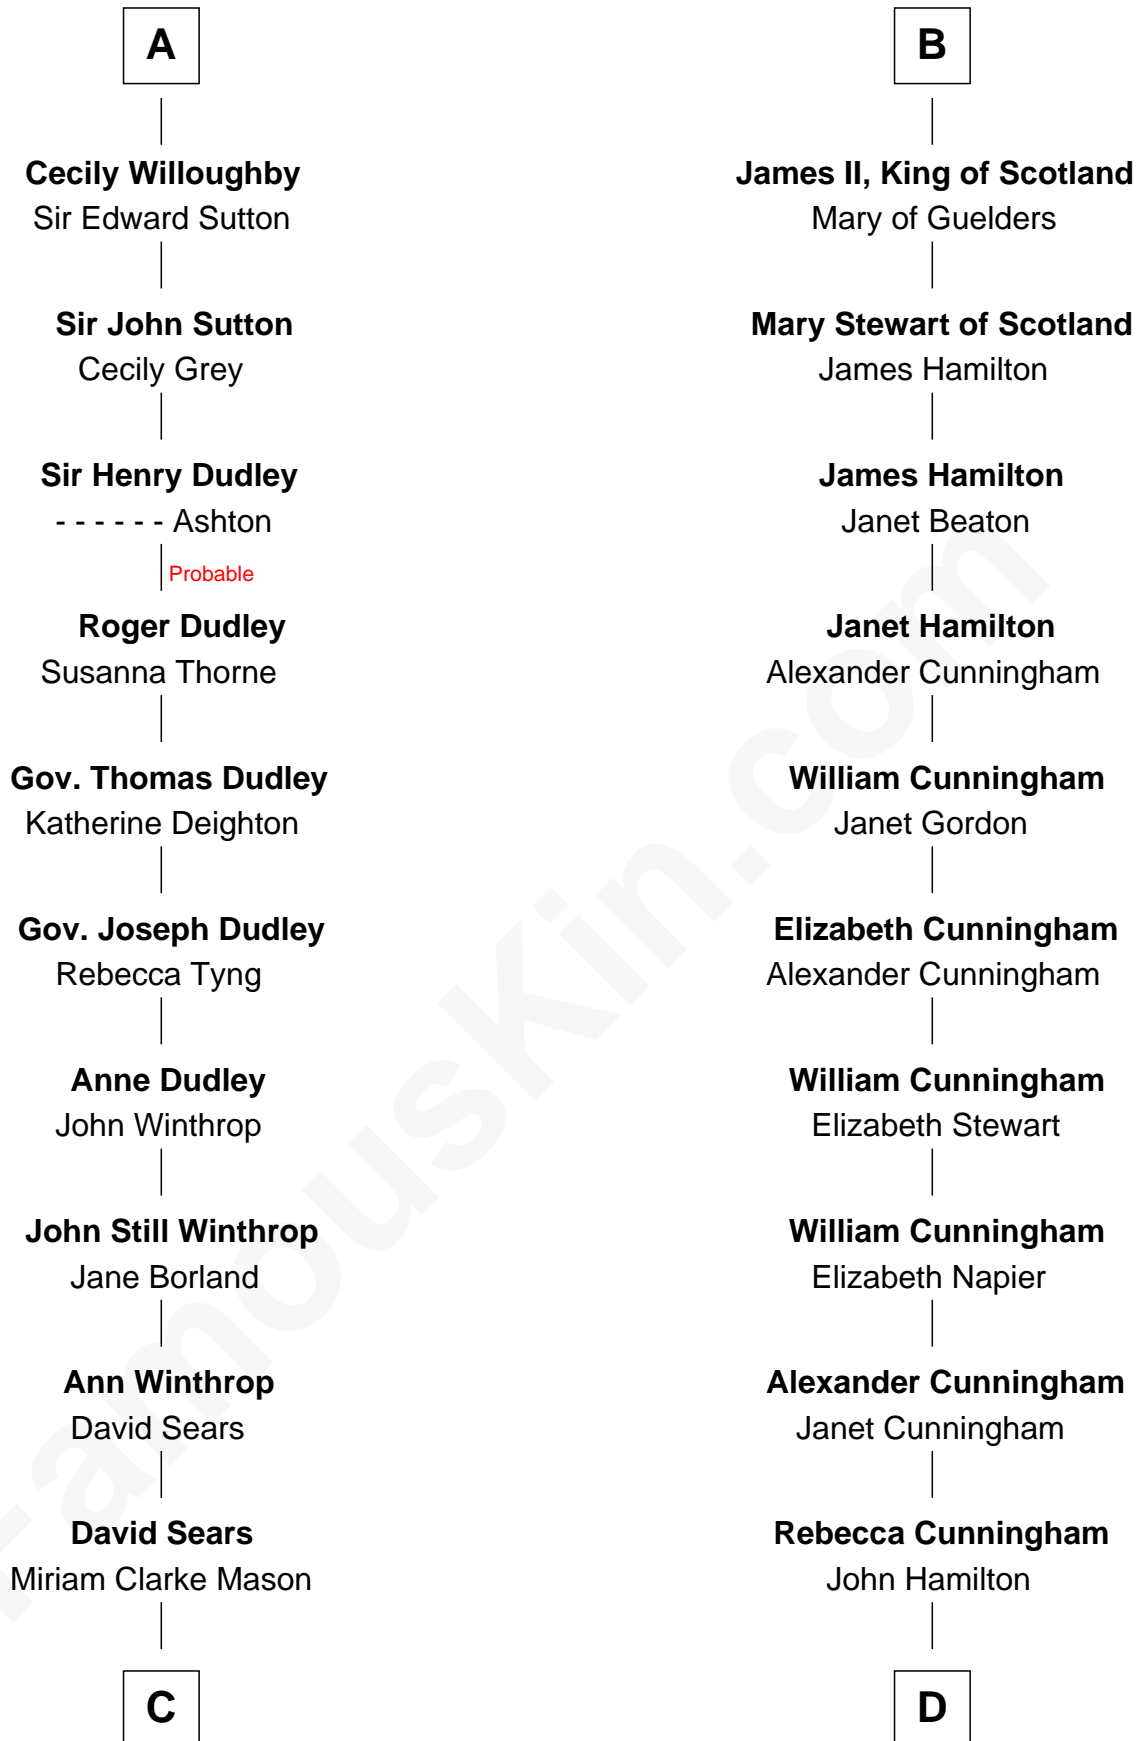 A
Cecily Willoughby
Sir Edward Sutton
Sir John Sutton
Cecily Grey
Sir Henry Dudley
- - - - - - Ashton
Probable
Roger Dudley
Susanna Thorne
Gov. Thomas Dudley
Katherine Deighton
Gov. Joseph Dudley
Rebecca Tyng
Anne Dudley
John Winthrop
John Still Winthrop
Jane Borland
Ann Winthrop
David Sears
David Sears
Miriam Clarke Mason
C
B
James II, King of Scotland
Mary of Guelders
Mary Stewart of Scotland
James Hamilton
James Hamilton
Janet Beaton
Janet Hamilton
Alexander Cunningham
William Cunningham
Janet Gordon
Elizabeth Cunningham
Alexander Cunningham
William Cunningham
Elizabeth Stewart
William Cunningham
Elizabeth Napier
Alexander Cunningham
Janet Cunningham
Rebecca Cunningham
John Hamilton
D
FamousKin.com